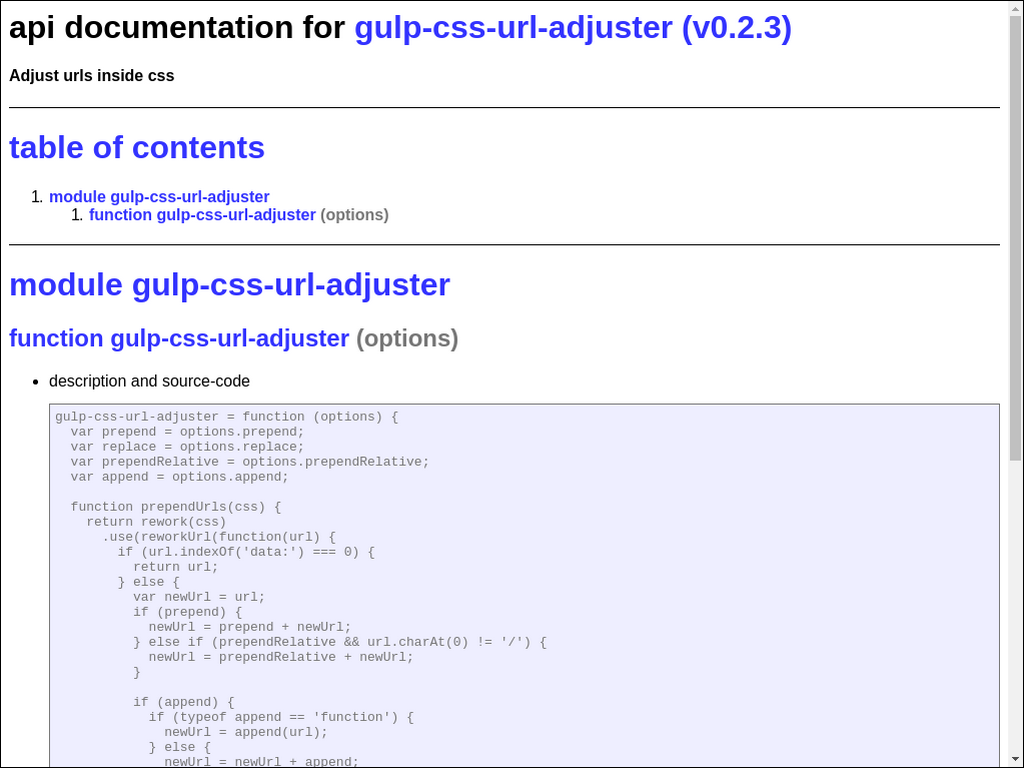 api documentation for gulp-css-url-adjuster (v0.2.3)
Adjust urls inside css
table of contents
1. module gulp-css-url-adjuster
1. function gulp-css-url-adjuster (options)
module gulp-css-url-adjuster
function gulp-css-url-adjuster (options)
• description and source-code
gulp-css-url-adjuster = function (options) {
  var prepend = options.prepend;
  var replace = options.replace;
  var prependRelative = options.prependRelative;
  var append = options.append;
  function prependUrls(css) {
    return rework(css)
      .use(reworkUrl(function(url) {
        if (url.indexOf('data:') === 0) {
          return url;
        } else {
          var newUrl = url;
          if (prepend) {
            newUrl = prepend + newUrl;
          } else if (prependRelative && url.charAt(0) != '/') {
            newUrl = prependRelative + newUrl;
          }
          if (append) {
            if (typeof append == 'function') {
              newUrl = append(url);
            } else {
              newUrl = newUrl + append;